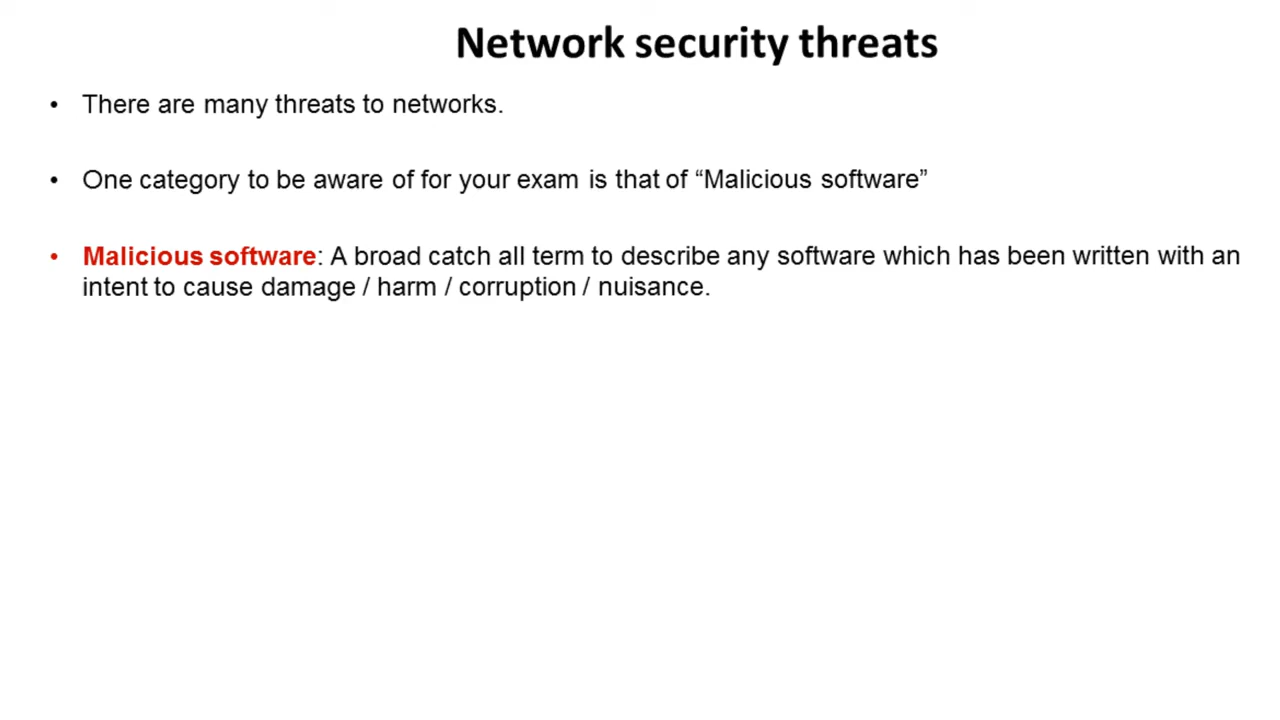 Network security threats
• There are many threats to networks.
• One category to be aware of for your exam is that of “Malicious software”
• Malicious software: A broad catch all term to describe any software which has been written with an
intent to cause damage / harm / corruption / nuisance.